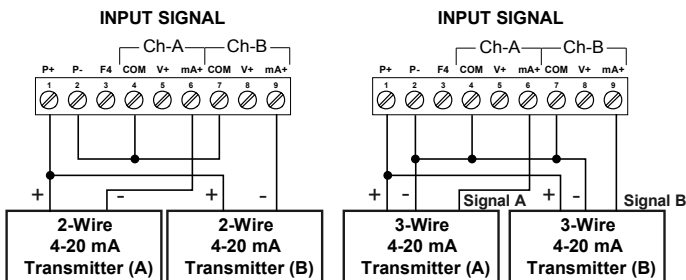 INPUT SIGNAL
Ch-A Ch-B
P+ P- F4 COM V+ mA+ COM V+ mA+
1 2 3 4 5 6 7 8 9
+ - + -
2-Wire
4-20 mA
Transmitter (A)
2-Wire
4-20 mA
Transmitter (B)
INPUT SIGNAL
Ch-A Ch-B
P+ P- F4 COM V+ mA+ COM V+ mA+
1 2 3 4 5 6 7 8 9
+ - Signal A + - Signal B
3-Wire
4-20 mA
Transmitter (A)
3-Wire
4-20 mA
Transmitter (B)